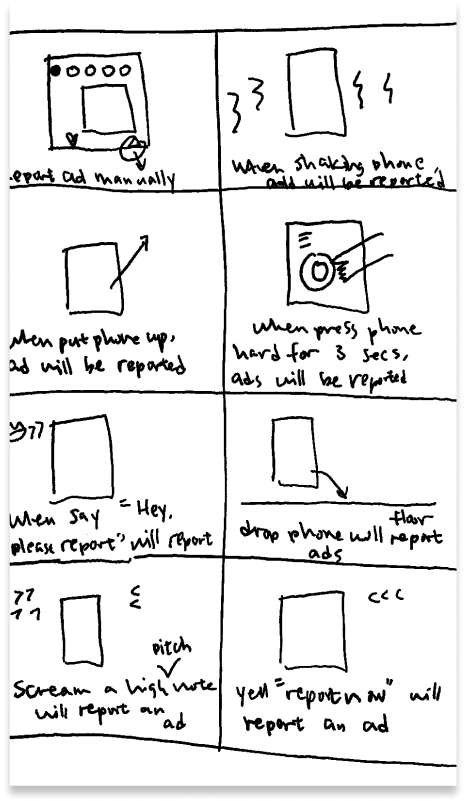 eport ad manually
When shaking phone,
add will be reported
when put phone up,
ad will be reported
when press phone
hard for 3 secs,
ads will be reported
When say "Hey,
please report" will report
floor
drop phone will report
ads
pitch
Scream a high note
will report an
ad
yell "report now" will
report an ad